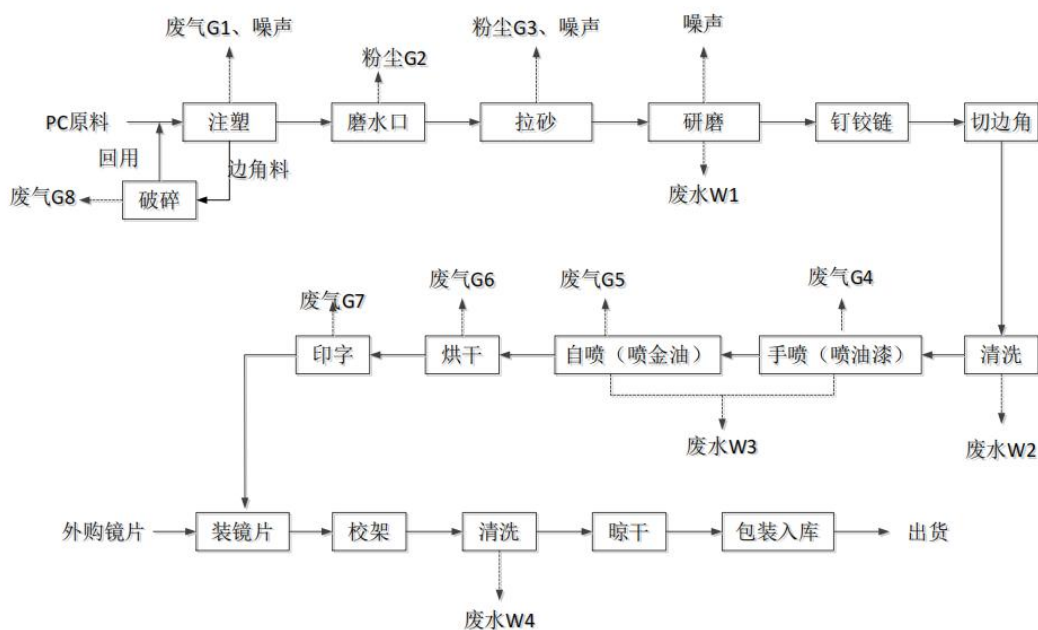 废气G1、噪声
粉尘G2
粉尘G3、噪声
噪声
PC原料
注塑
磨水口
拉砂
研磨
钉铰链
切边角
回用
边角料
废气G8
破碎
废水W1
废气G7
废气G6
废气G5
废气G4
印字
烘干
自喷（喷金油）
手喷（喷油漆）
清洗
废水W3
废水W2
外购镜片
装镜片
校架
清洗
晾干
包装入库
出货
废水W4